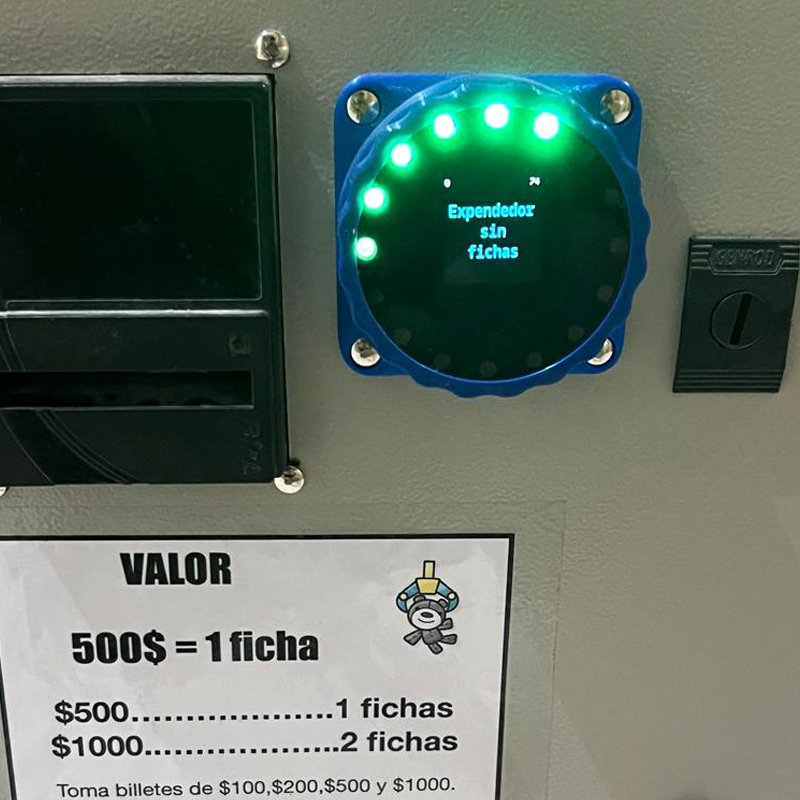 0 74
Expendedor
sin
fichas
GENROD
VALOR
500$ = 1 ficha
$500....................1 fichas
$1000...................2 fichas
Toma billetes de $100,$200,$500 y $1000.